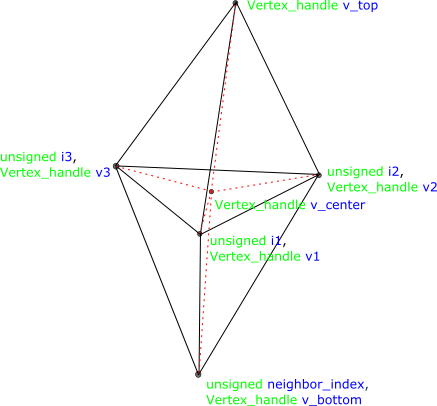 Vertex_handle v_top
unsigned i3,
Vertex_handle v3
unsigned i2,
Vertex_handle v2
Vertex_handle v_center
unsigned i1,
Vertex_handle v1
unsigned neighbor_index,
Vertex_handle v_bottom